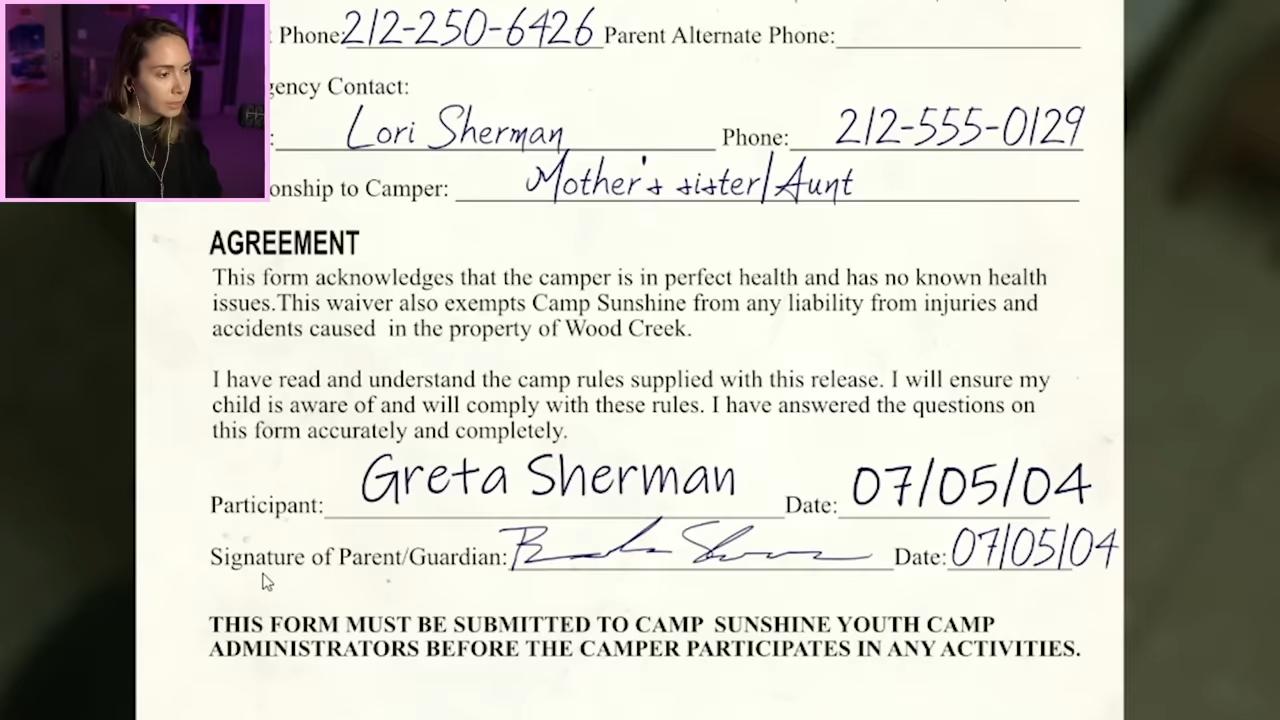 Phone: 212-250-6426 Parent Alternate Phone:
gency Contact:
: Lori Sherman Phone: 212-555-0129
onship to Camper: Mother's sister/Aunt
AGREEMENT
This form acknowledges that the camper is in perfect health and has no known health
issues.This waiver also exempts Camp Sunshine from any liability from injuries and
accidents caused in the property of Wood Creek.
I have read and understand the camp rules supplied with this release. I will ensure my
child is aware of and will comply with these rules. I have answered the questions on
this form accurately and completely.
Participant: Greta Sherman Date: 07/05/04
Signature of Parent/Guardian: Date: 07/05/04
THIS FORM MUST BE SUBMITTED TO CAMP SUNSHINE YOUTH CAMP
ADMINISTRATORS BEFORE THE CAMPER PARTICIPATES IN ANY ACTIVITIES.